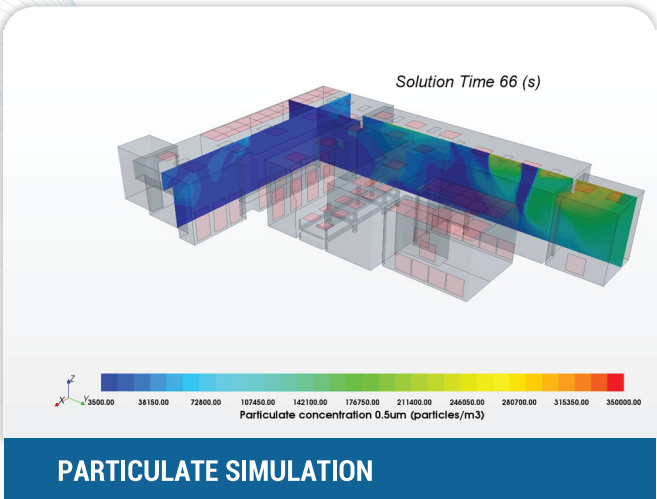 Solution Time 66 (s)
Z
X
Y
3500.00 38150.00 72800.00 107450.00 142100.00 176750.00 211400.00 246050.00 280700.00 315350.00 350000.00
Particulate concentration 0.5um (particles/m3)
PARTICULATE SIMULATION